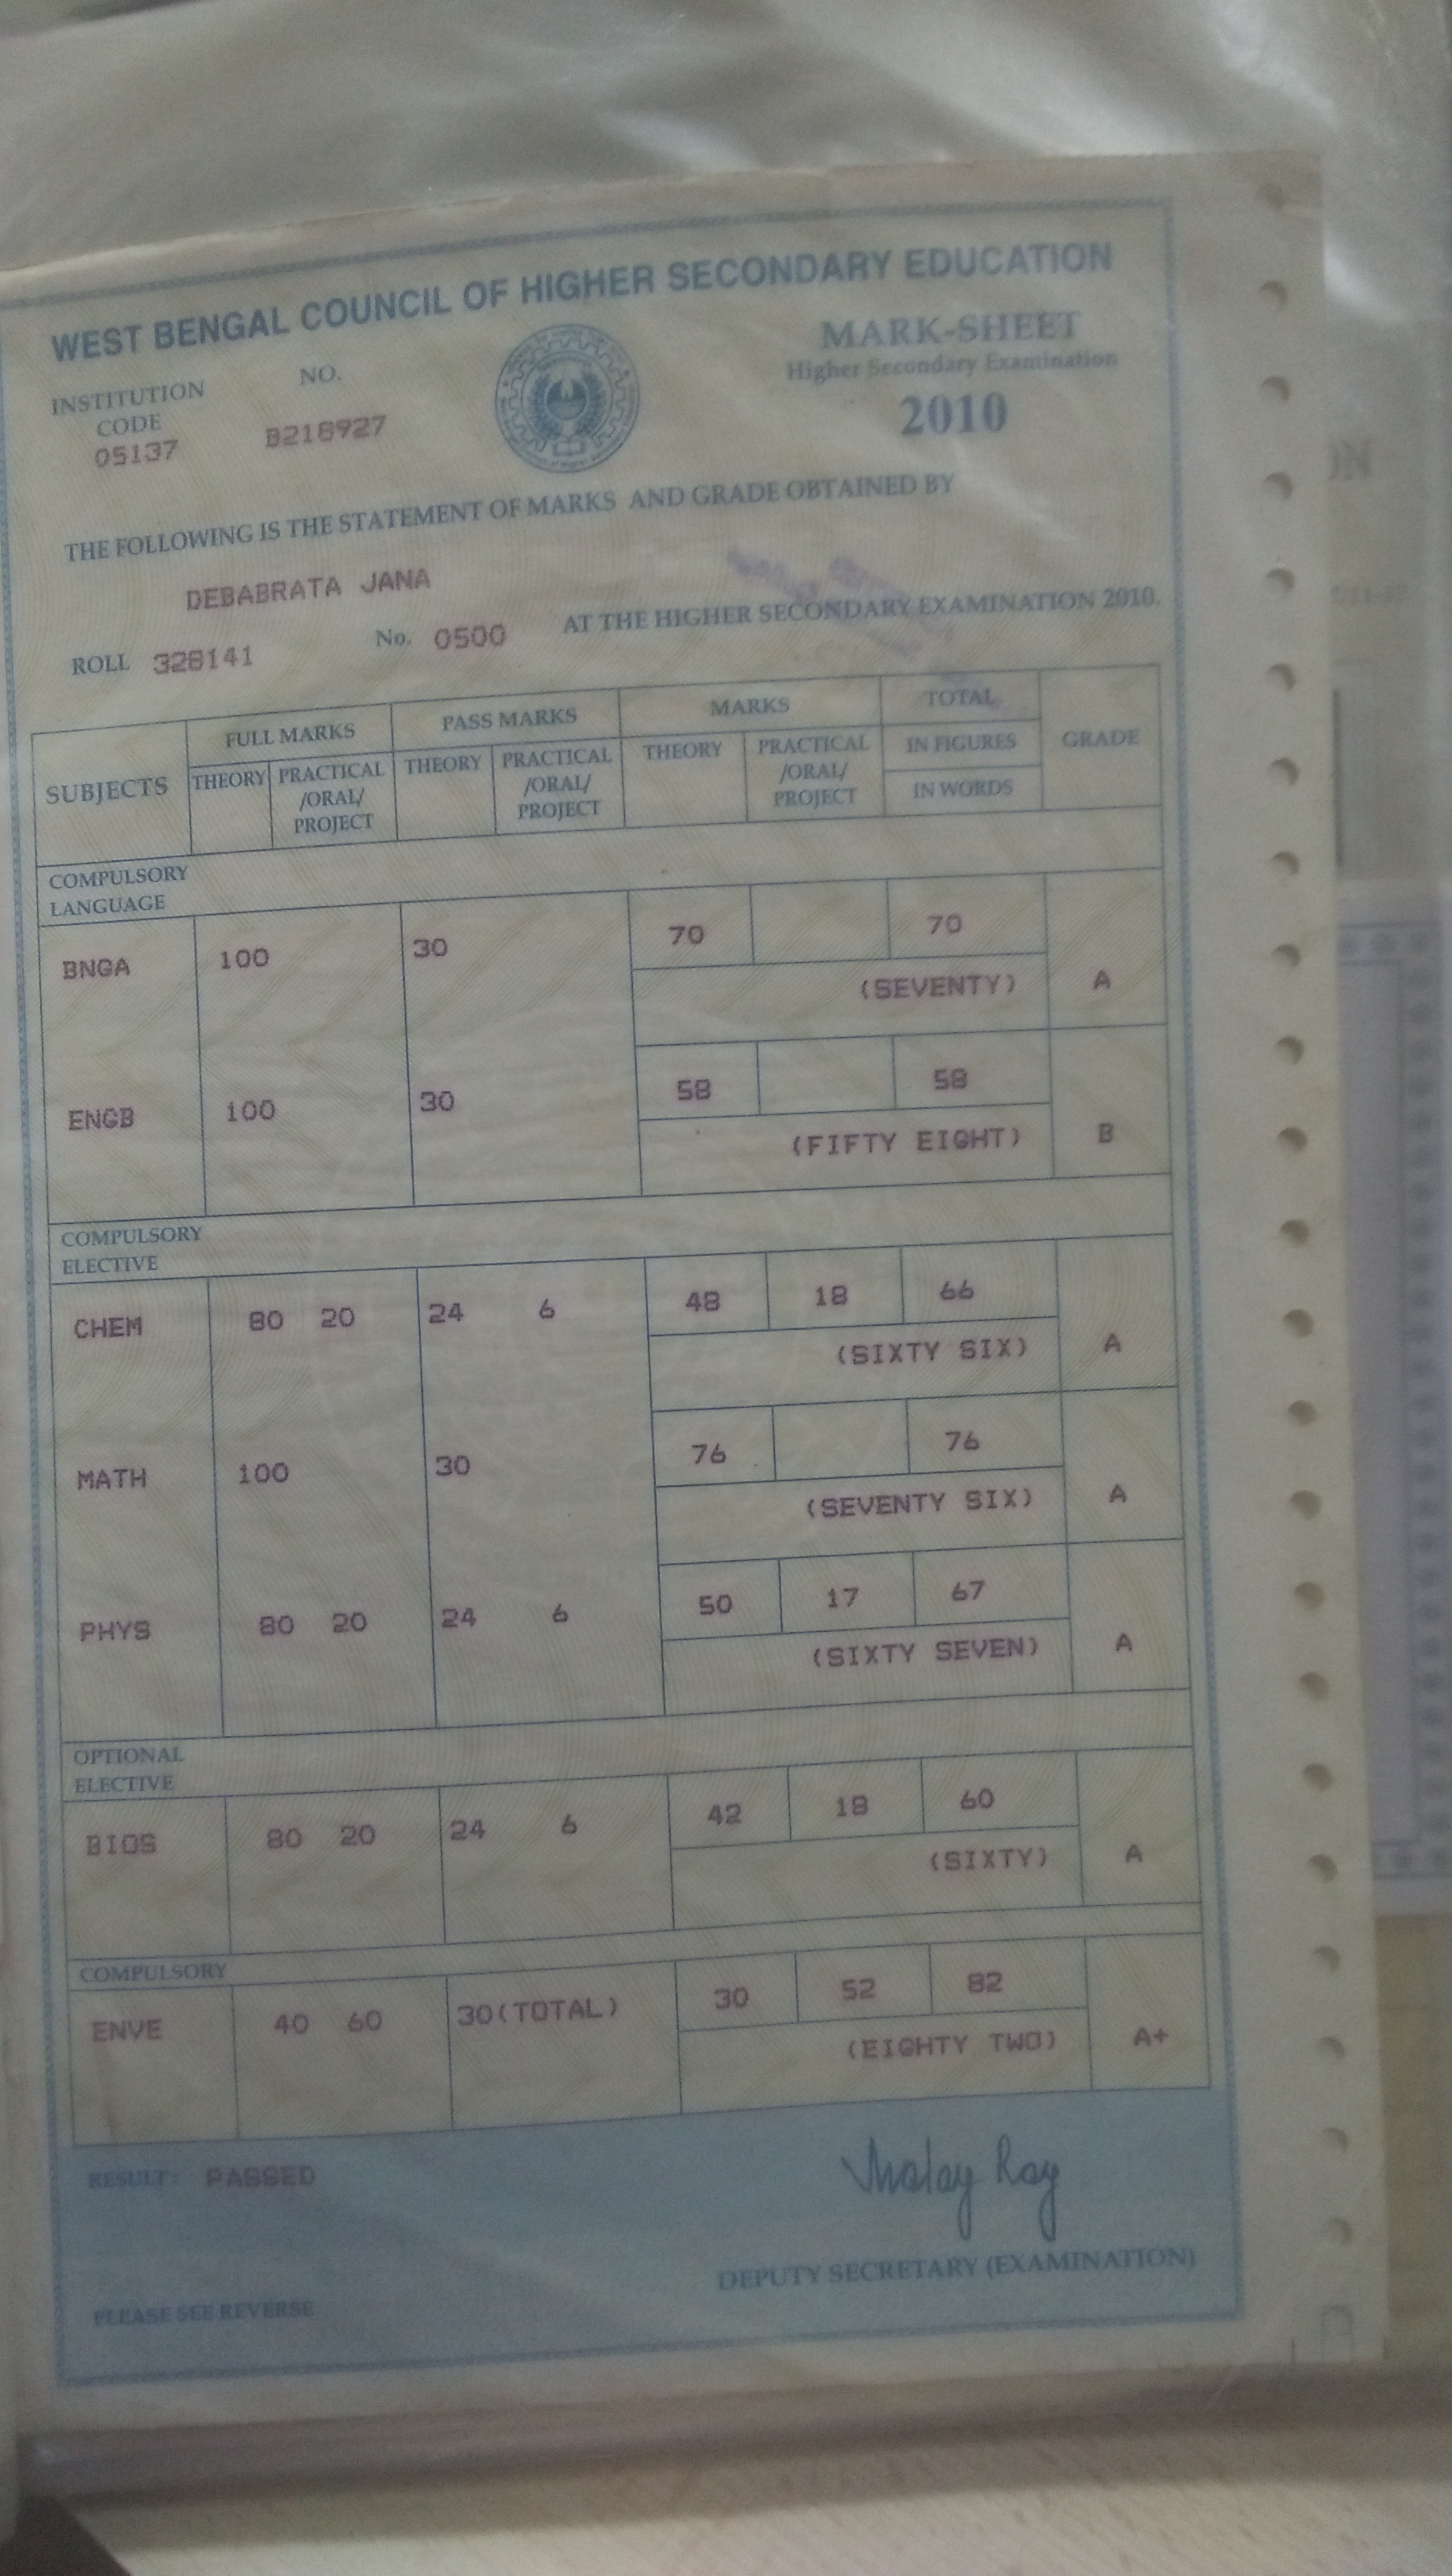 WEST BENGAL COUNCIL OF HIGHER SECONDARY EDUCATION
INSTITUTION CODE 05137
NO. B218927
MARK-SHEET
Higher Secondary Examination
2010
THE FOLLOWING IS THE STATEMENT OF MARKS AND GRADE OBTAINED BY
DEBABRATA JANA
ROLL 328141 No. 0500 AT THE HIGHER SECONDARY EXAMINATION 2010.
SUBJECTS FULL MARKS PASS MARKS MARKS TOTAL GRADE
THEORY PRACTICAL /ORAL/ PROJECT THEORY PRACTICAL /ORAL/ PROJECT THEORY PRACTICAL /ORAL/ PROJECT IN FIGURES
IN WORDS
COMPULSORY
LANGUAGE
BNGA 100 30 70 70
(SEVENTY) A
ENGB 100 30 58 58
(FIFTY EIGHT) B
COMPULSORY
ELECTIVE
CHEM 80 20 24 6 48 18 66
(SIXTY SIX) A
MATH 100 30 76 76
(SEVENTY SIX) A
PHYS 80 20 24 6 50 17 67
(SIXTY SEVEN) A
OPTIONAL
ELECTIVE
BIOS 80 20 24 6 42 18 60
(SIXTY) A
COMPULSORY
ENVE 40 60 30(TOTAL) 30 52 82
(EIGHTY TWO) A+
RESULT: PASSED
Malay Roy
DEPUTY SECRETARY (EXAMINATION)
PLEASE SEE REVERSE